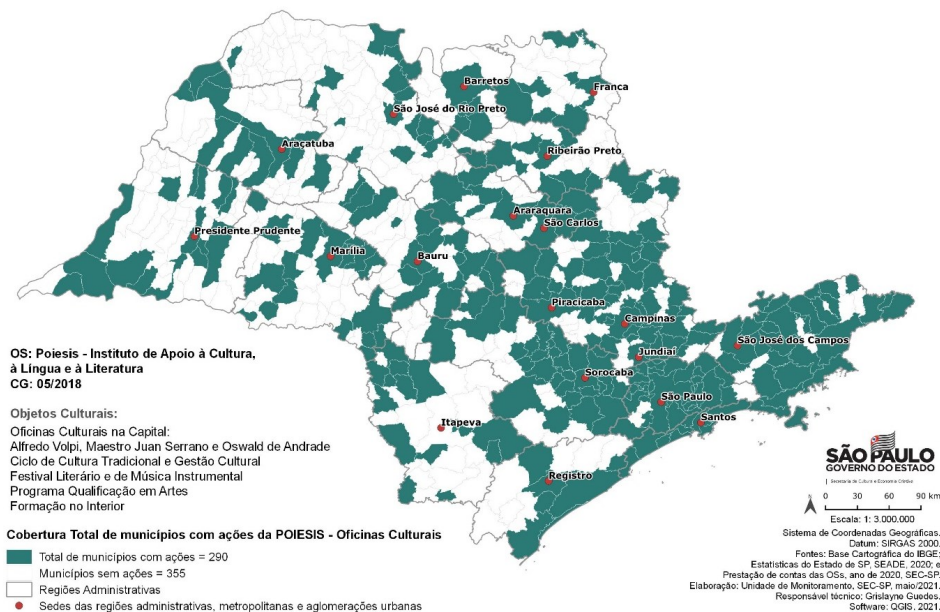 Barretos
Franca
São José do Rio Preto
Araçatuba
Ribeirão Preto
Araraquara
São Carlos
Presidente Prudente
Marília
Bauru
Piracicaba
Campinas
São José dos Campos
Jundiaí
Sorocaba
São Paulo
Santos
Itapeva
Registro
OS: Poiesis - Instituto de Apoio à Cultura,
à Língua e à Literatura
CG: 05/2018
Objetos Culturais:
Oficinas Culturais na Capital:
Alfredo Volpi, Maestro Juan Serrano e Oswald de Andrade
Ciclo de Cultura Tradicional e Gestão Cultural
Festival Literário e de Música Instrumental
Programa Qualificação em Artes
Formação no Interior
Cobertura Total de municípios com ações da POIESIS - Oficinas Culturais
Total de municípios com ações = 290
Municípios sem ações = 355
Regiões Administrativas
Sedes das regiões administrativas, metropolitanas e aglomerações urbanas
SÃO PAULO
GOVERNO DO ESTADO
Secretaria de Cultura e Economia Criativa
0 30 60 90 km
Escala: 1: 3.000.000
Sistema de Coordenadas Geográficas.
Datum: SIRGAS 2000.
Fontes: Base Cartográfica do IBGE;
Estatísticas do Estado de SP, SEADE, 2020; e
Prestação de contas das OSs, ano de 2020, SEC-SP.
Elaboração: Unidade de Monitoramento, SEC-SP, maio/2021.
Responsável técnico: Grislayne Guedes.
Software: QGIS, 2021.